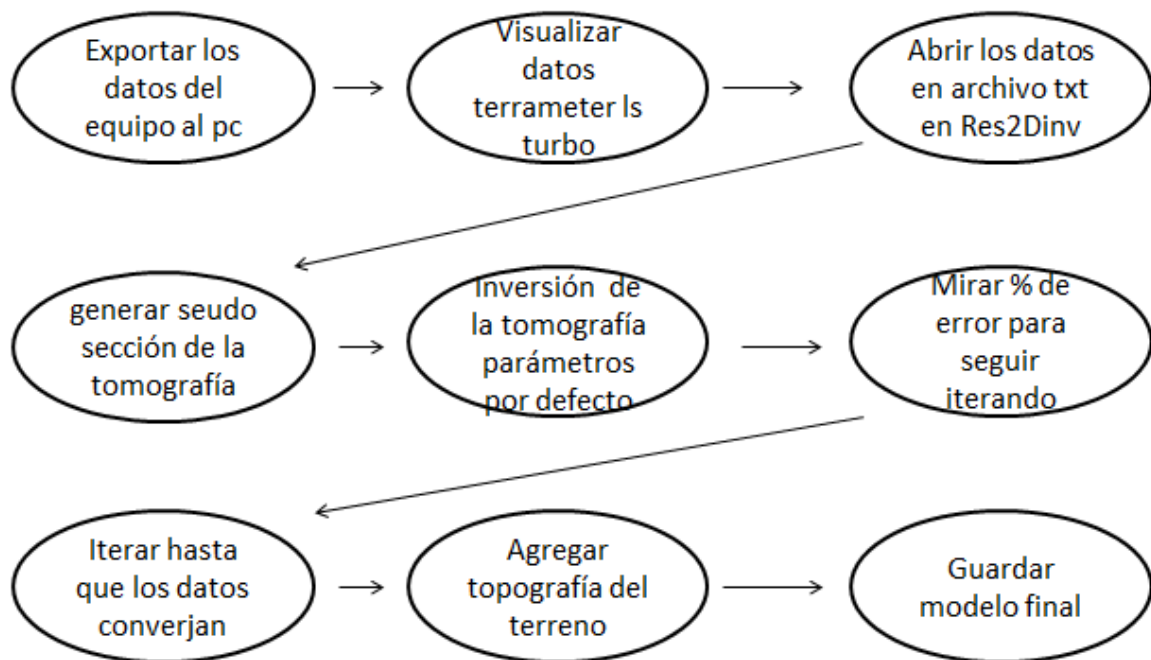 Exportar los
datos del
equipo al pc
Visualizar
datos
terrameter ls
turbo
Abrir los datos
en archivo txt
en Res2Dinv
generar seudo
sección de la
tomografía
Inversión de
la tomografía
parámetros
por defecto
Mirar % de
error para
seguir
iterando
Iterar hasta
que los datos
converjan
Agregar
topografía del
terreno
Guardar
modelo final